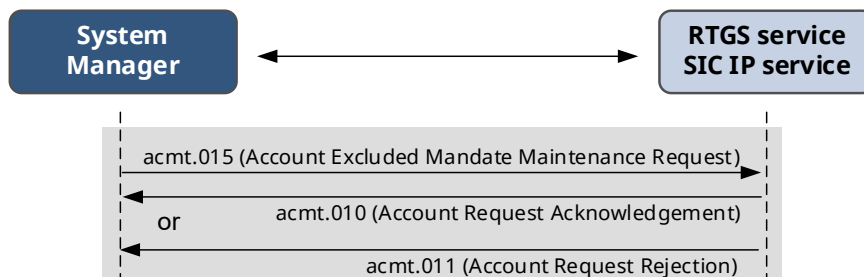 System
Manager
RTGS service
SIC IP service
acmt.015 (Account Excluded Mandate Maintenance Request)
acmt.010 (Account Request Acknowledgement)
or
acmt.011 (Account Request Rejection)